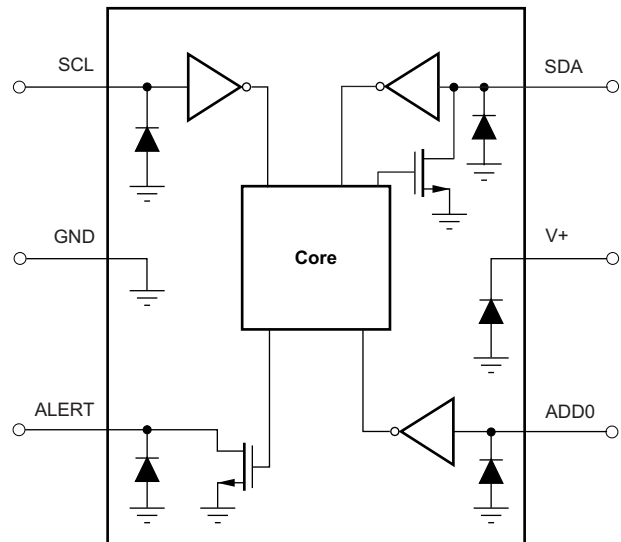 SCL
SDA
GND
V+
Core
ALERT
ADD0